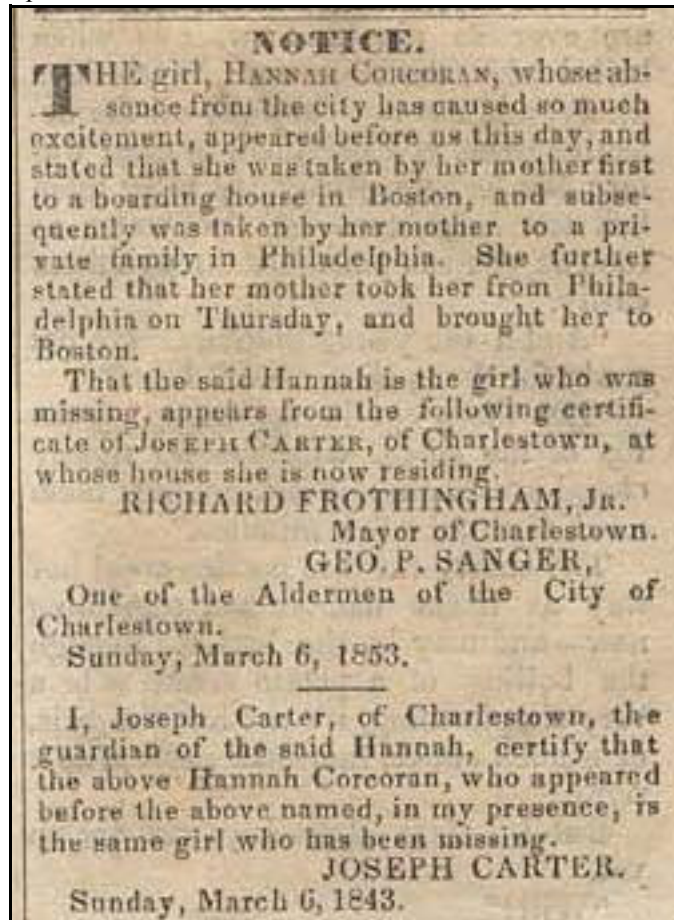 NOTICE.
THE girl, HANNAH CORCORAN, whose ab-
sence from the city has caused so much
excitement, appeared before us this day, and
stated that she was taken by her mother first
to a boarding house in Boston, and subse-
quently was taken by her mother to a pri-
vate family in Philadelphia. She further
stated that her mother took her from Phila-
delphia on Thursday, and brought her to
Boston.
That the said Hannah is the girl who was
missing, appears from the following certifi-
cate of JOSEPH CARTER, of Charlestown, at
whose house she is now residing.
RICHARD FROTHINGHAM, JR.
Mayor of Charlestown.
GEO. P. SANGER,
One of the Aldermen of the City of
Charlestown.
Sunday, March 6, 1853.
I, Joseph Carter, of Charlestown, the
guardian of the said Hannah, certify that
the above Hannah Corcoran, who appeared
before the above named, in my presence, is
the same girl who has been missing.
JOSEPH CARTER.
Sunday, March 6, 1843.